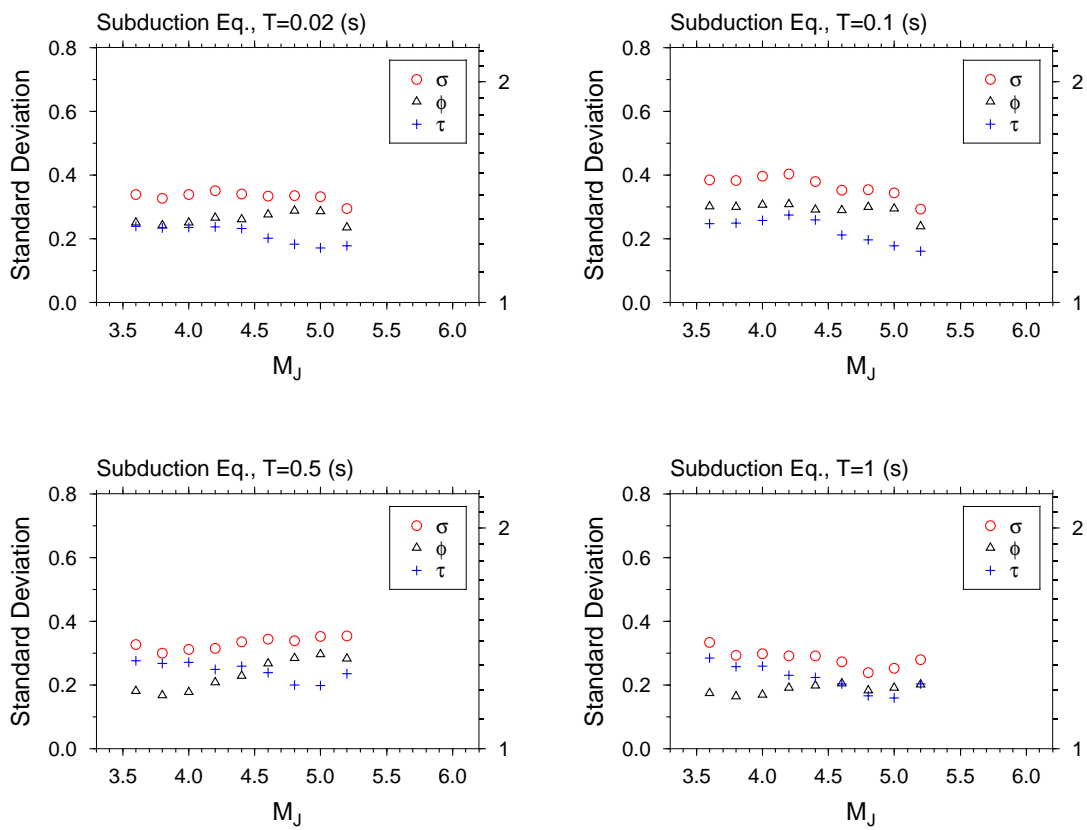 Subduction Eq., T=0.02 (s)
Standard Deviation
0.8
0.6
0.4
0.2
0.0
σ
ϕ
τ
2
1
3.5 4.0 4.5 5.0 5.5 6.0
M_J
Subduction Eq., T=0.1 (s)
Standard Deviation
0.8
0.6
0.4
0.2
0.0
σ
ϕ
τ
2
1
3.5 4.0 4.5 5.0 5.5 6.0
M_J
Subduction Eq., T=0.5 (s)
Standard Deviation
0.8
0.6
0.4
0.2
0.0
σ
ϕ
τ
2
1
3.5 4.0 4.5 5.0 5.5 6.0
M_J
Subduction Eq., T=1 (s)
Standard Deviation
0.8
0.6
0.4
0.2
0.0
σ
ϕ
τ
2
1
3.5 4.0 4.5 5.0 5.5 6.0
M_J